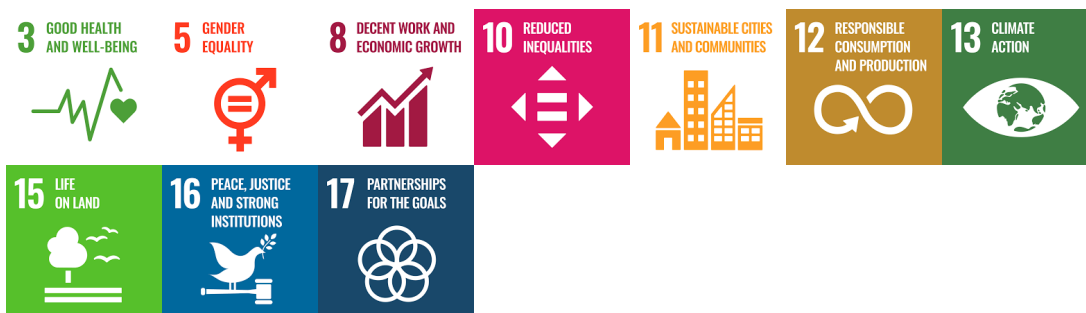 3 GOOD HEALTH
AND WELL-BEING
5 GENDER
EQUALITY
8 DECENT WORK AND
ECONOMIC GROWTH
10 REDUCED
INEQUALITIES
11 SUSTAINABLE CITIES
AND COMMUNITIES
12 RESPONSIBLE
CONSUMPTION
AND PRODUCTION
13 CLIMATE
ACTION
15 LIFE
ON LAND
16 PEACE, JUSTICE
AND STRONG
INSTITUTIONS
17 PARTNERSHIPS
FOR THE GOALS